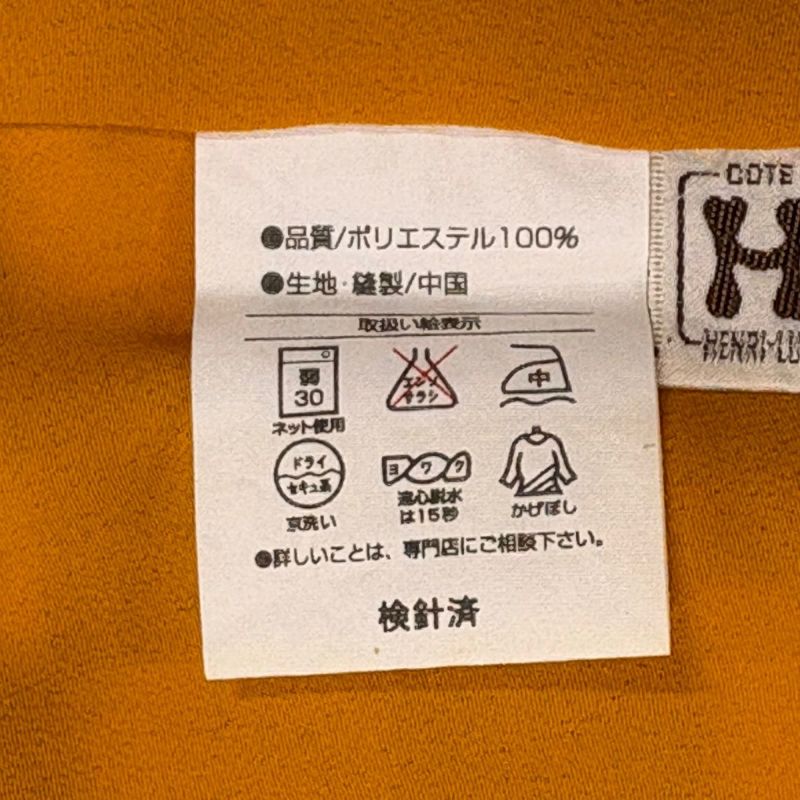 ●品質/ポリエステル100%
●生地・縫製/中国
取扱い絵表示
弱
30
ネット使用
エンソ
サラシ
中
ドライ
セキユ系
京洗い
ヨワク
遠心脱水
は15秒
かげぼし
●詳しいことは、専門店にご相談下さい。
検針済
COTE
H
HENRI-LU